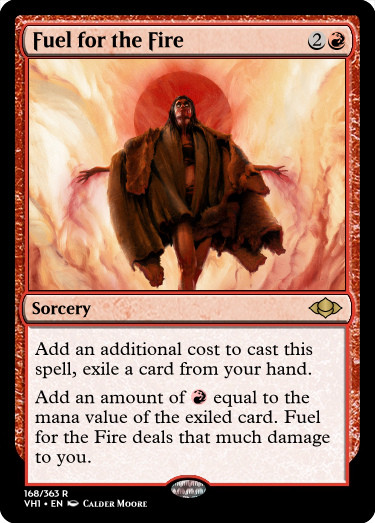 Fuel for the Fire 2
Sorcery
Add an additional cost to cast this
spell, exile a card from your hand.
Add an amount of equal to the
mana value of the exiled card. Fuel
for the Fire deals that much damage
to you.
168/363 R
VH1 • EN Calder Moore